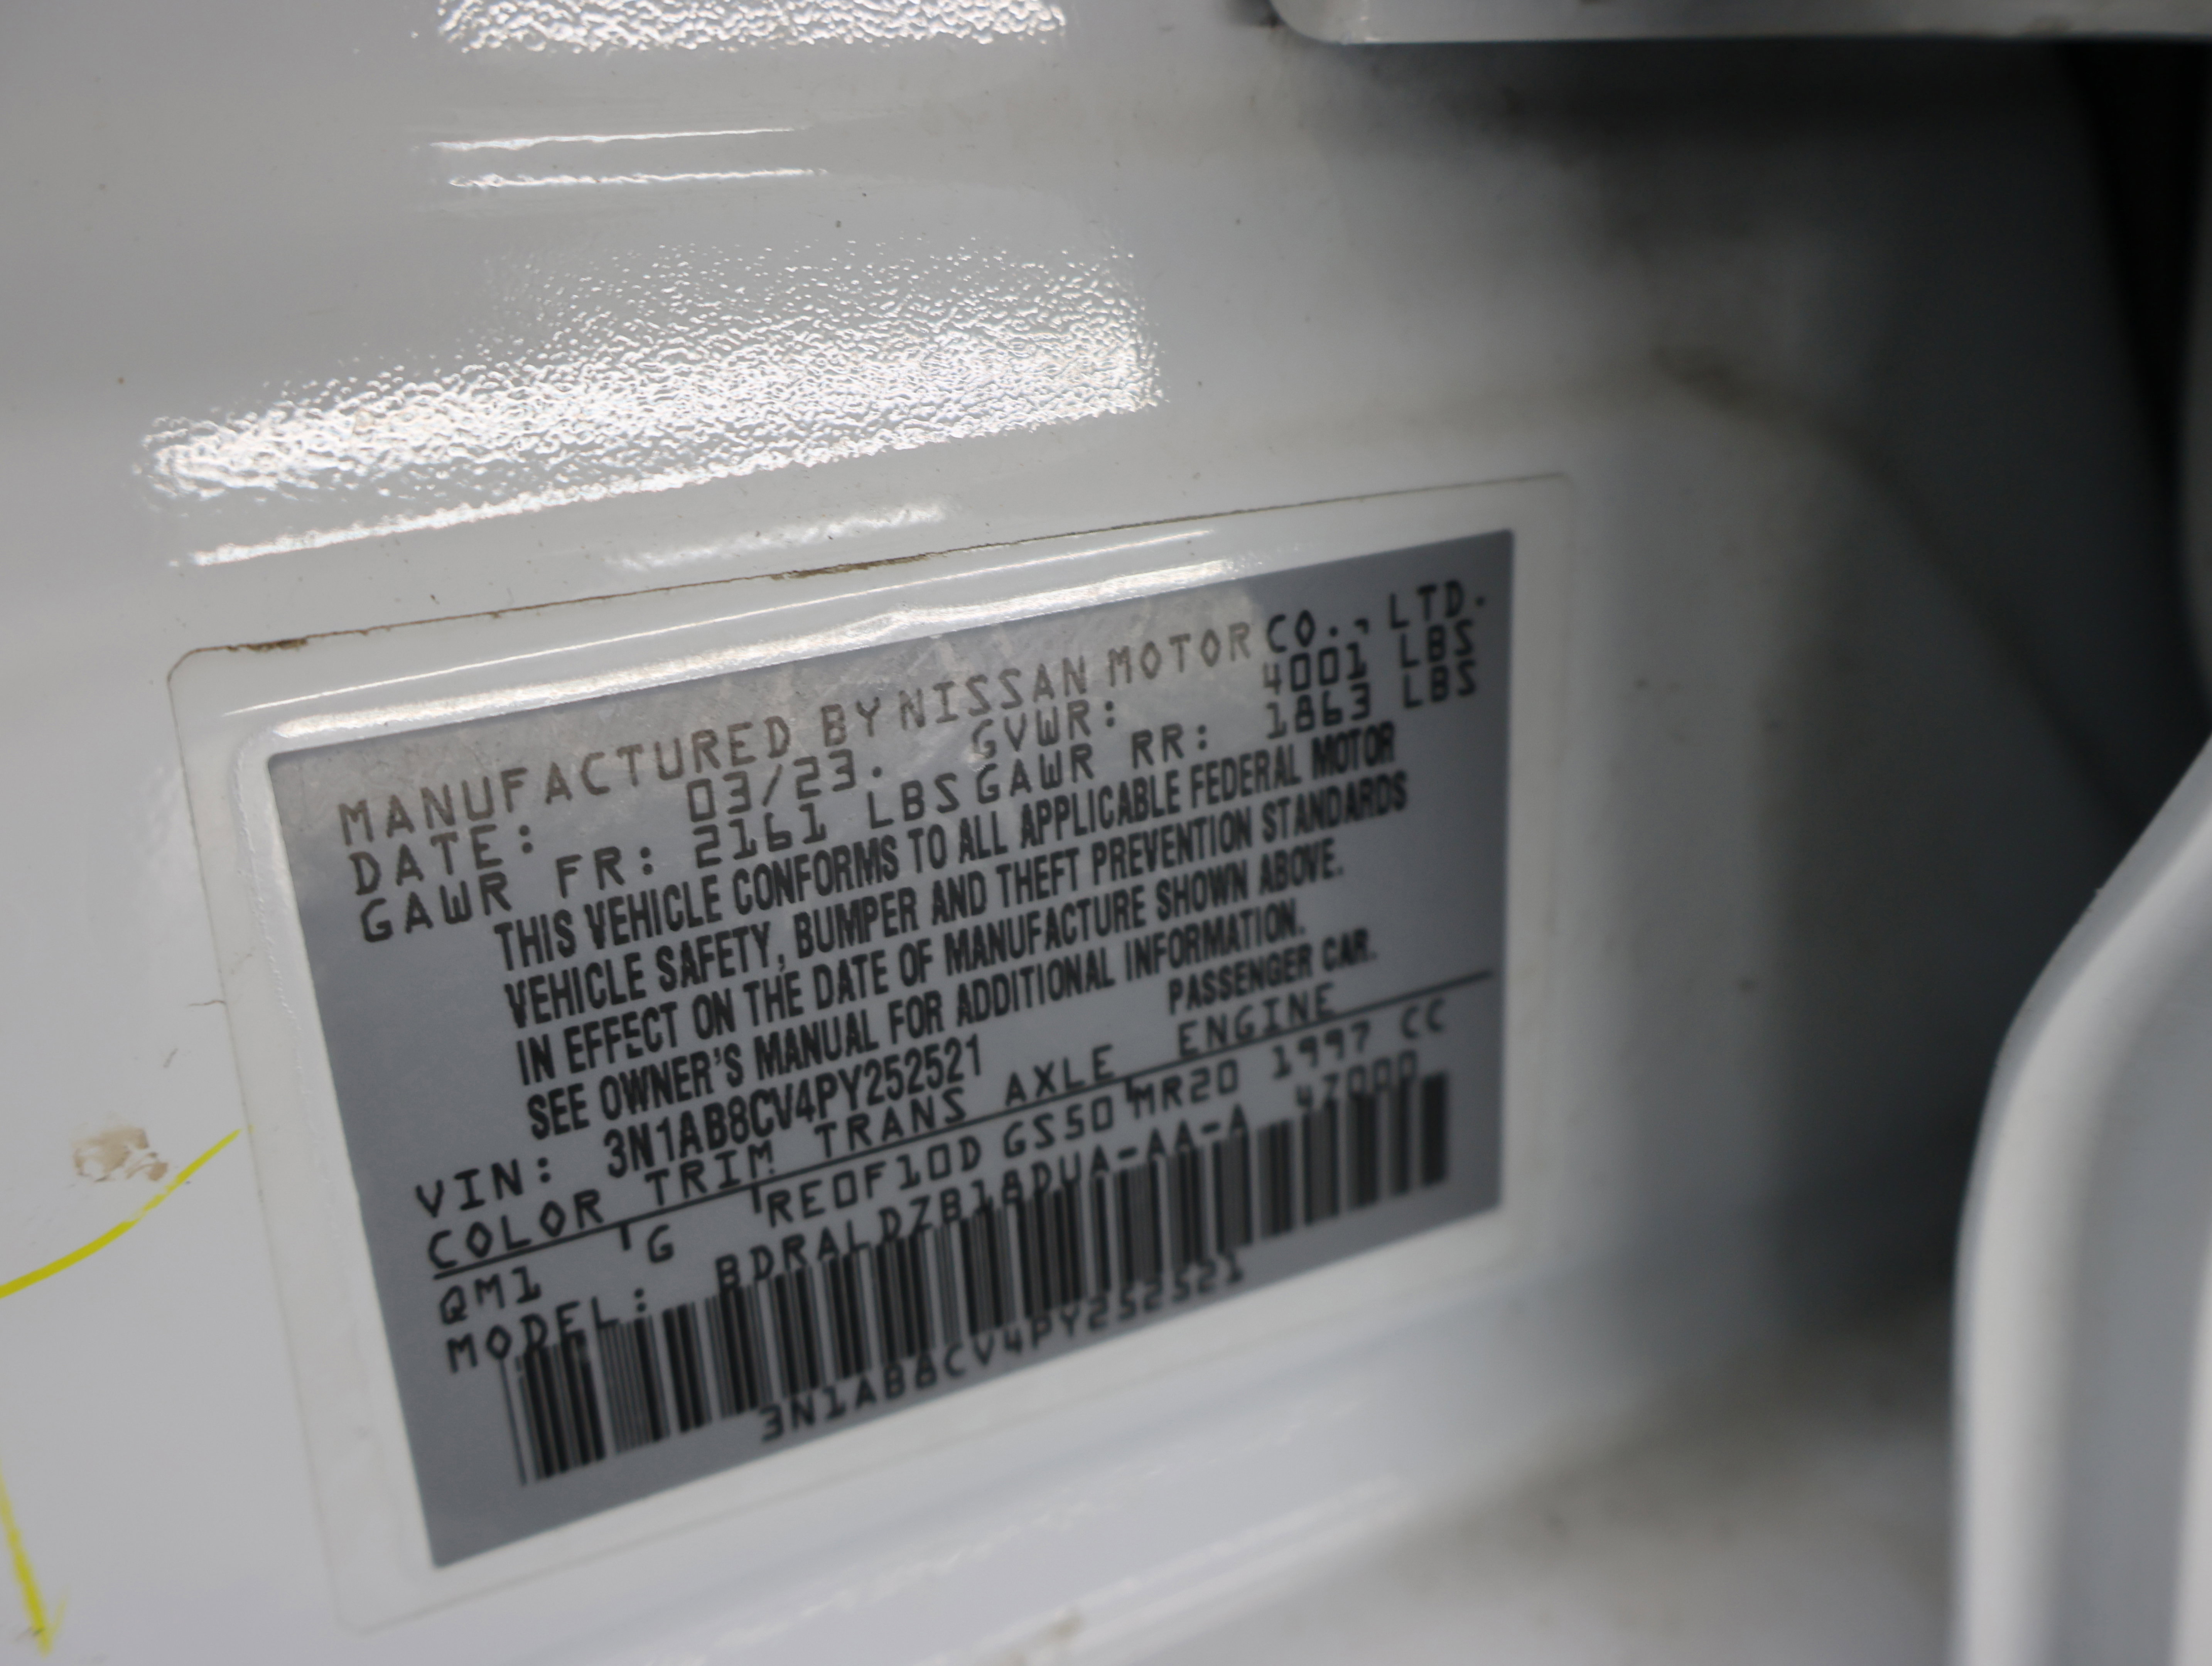 MANUFACTURED BY NISSAN MOTOR CO., LTD.
DATE: 03/23. GVWR: 4001 LBS
GAWR FR: 2161 LBS GAWR RR: 1863 LBS
THIS VEHICLE CONFORMS TO ALL APPLICABLE FEDERAL MOTOR
VEHICLE SAFETY, BUMPER AND THEFT PREVENTION STANDARDS
IN EFFECT ON THE DATE OF MANUFACTURE SHOWN ABOVE.
SEE OWNER'S MANUAL FOR ADDITIONAL INFORMATION.
VIN: 3N1AB8CV4PY252521 PASSENGER CAR.
COLOR TRIM TRANS AXLE ENGINE
QM1 G RE0F10D GS50 MR20 1997 CC
MODEL: BDRALDZB18DUA-AA-A 4Z000
3N1AB8CV4PY252521